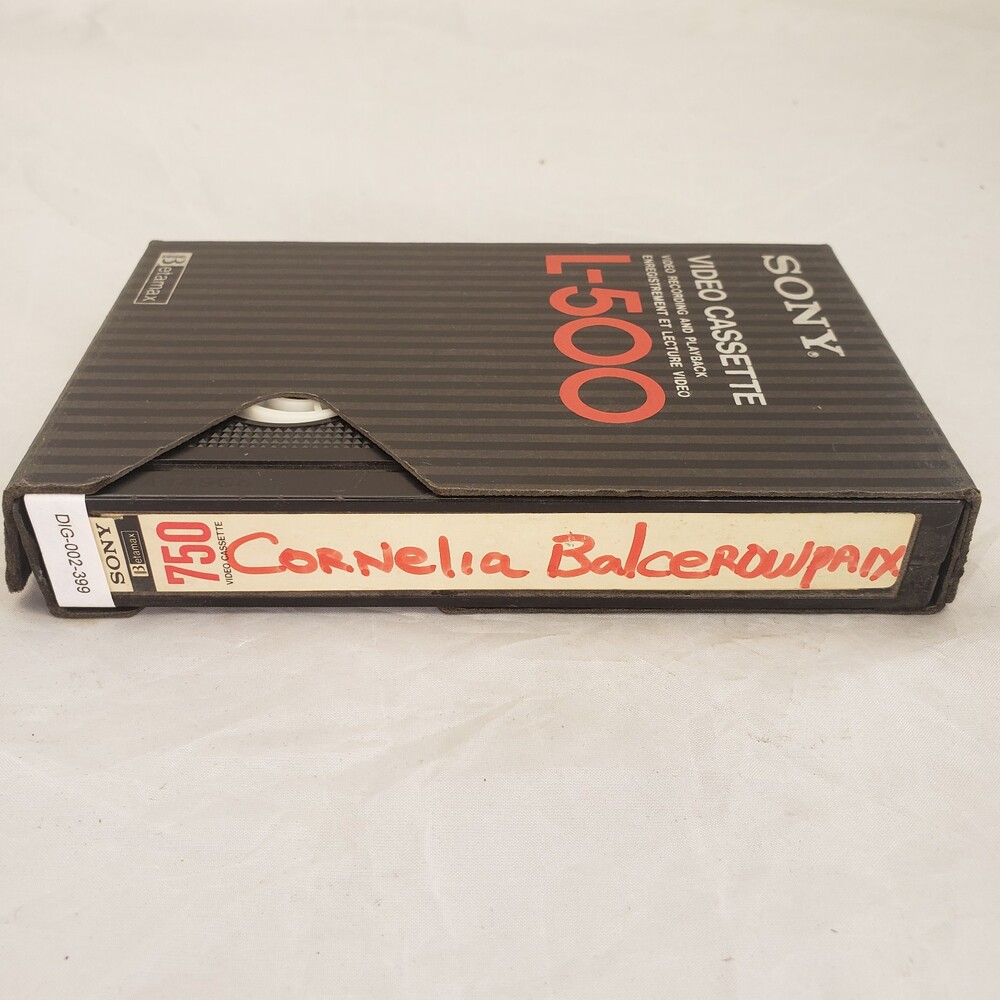 SONY®
VIDEO CASSETTE
VIDEO RECORDING AND PLAYBACK
ENREGISTREMENT ET LECTURE VIDEO
L-500
Betamax
DIG-002-399
SONY
Betamax
750
VIDEO CASSETTE
Cornelia Balcerowpaix